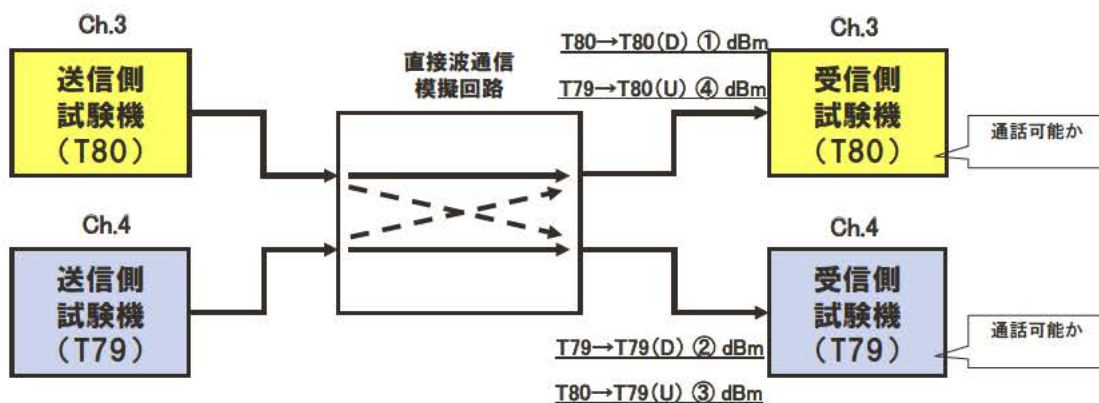 Ch.3
送信側
試験機
（T80）
Ch.4
送信側
試験機
（T79）
直接波通信
模擬回路
T80→T80(D) ① dBm
T79→T80(U) ④ dBm
Ch.3
受信側
試験機
（T80）
通話可能か
Ch.4
受信側
試験機
（T79）
通話可能か
T79→T79(D) ② dBm
T80→T79(U) ③ dBm